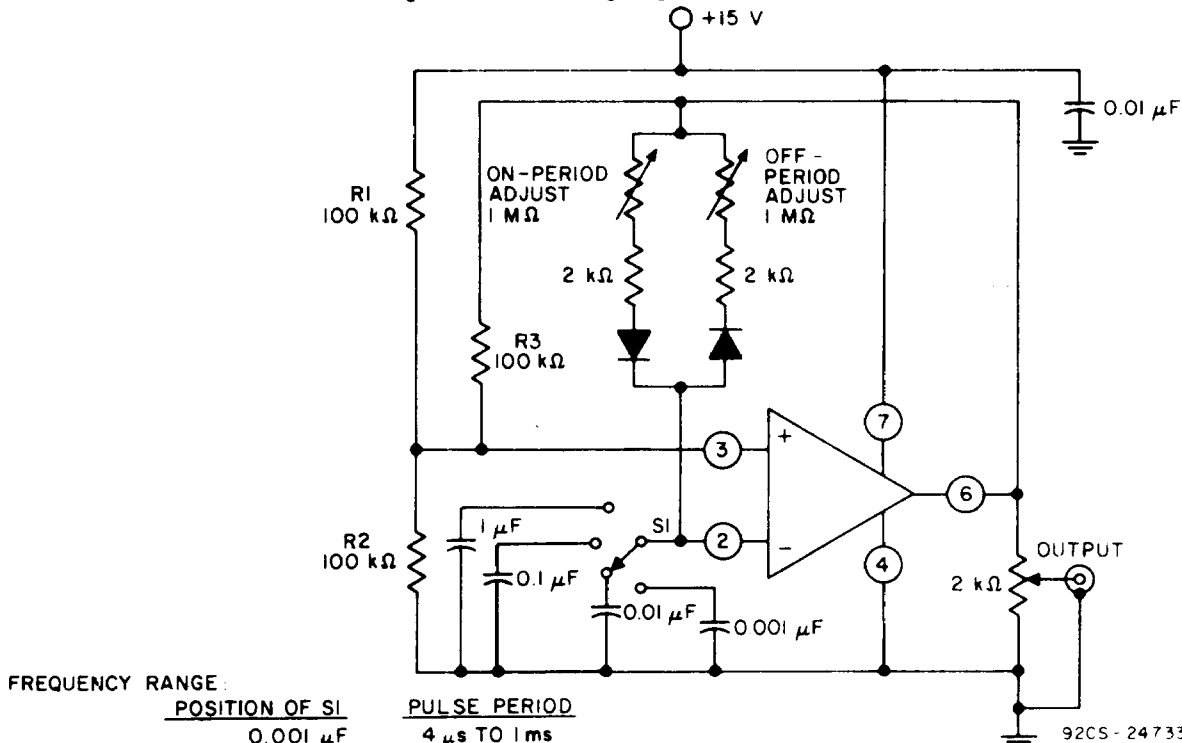 +15 V
0.01 μF
R1
100 kΩ
ON-PERIOD
ADJUST
1 MΩ
OFF-
PERIOD
ADJUST
1 MΩ
2 kΩ
2 kΩ
R3
100 kΩ
3
+
7
6
R2
100 kΩ
1 μF
0.1 μF
S1
2
−
4
0.01 μF
0.001 μF
2 kΩ
OUTPUT
FREQUENCY RANGE:
POSITION OF S1 PULSE PERIOD
0.001 μF 4 μs TO 1 ms
92CS-24733